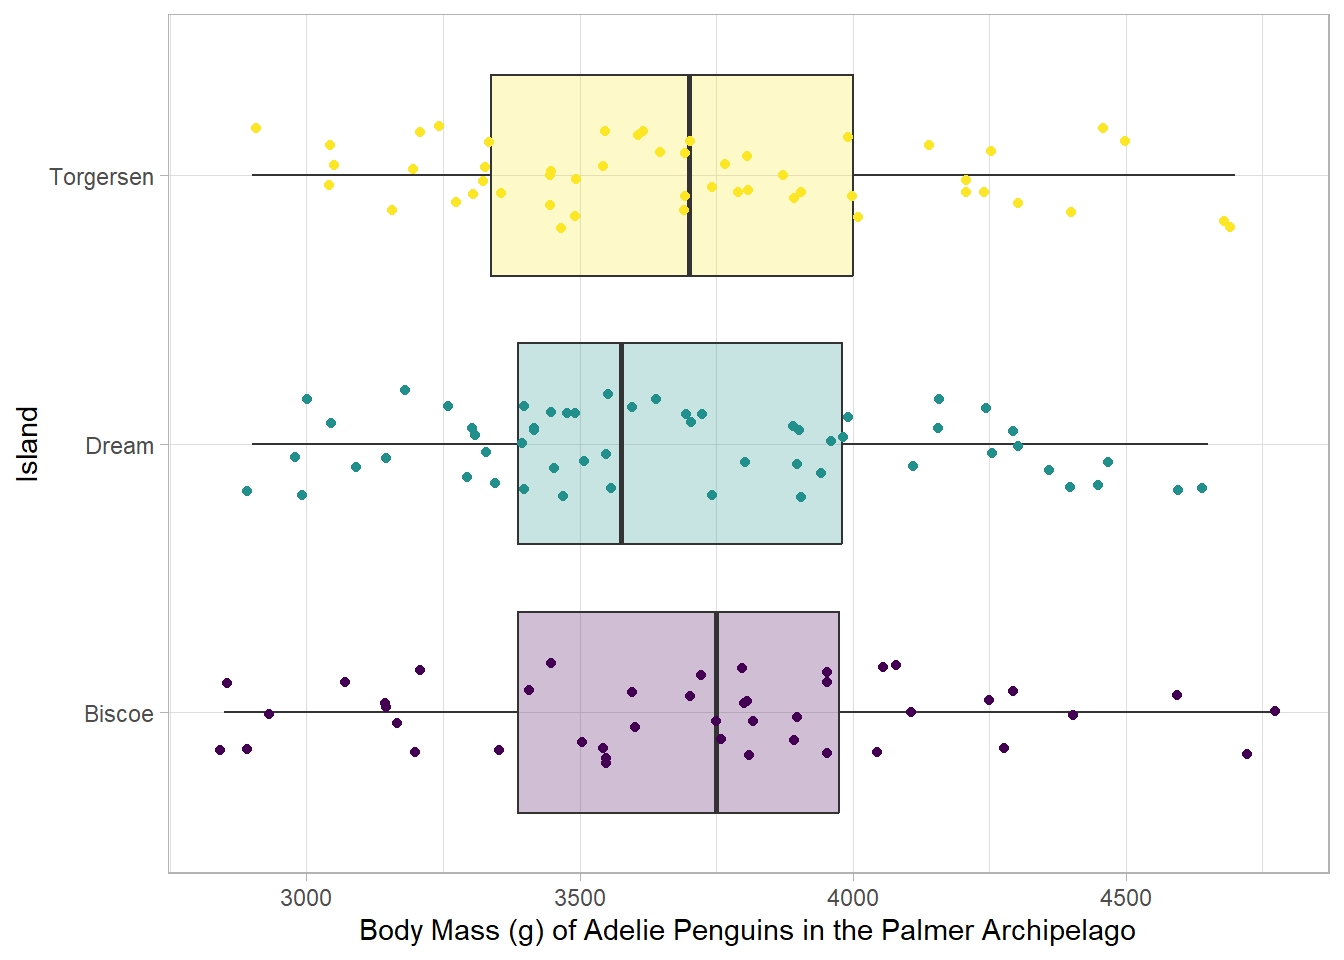 Torgersen
Dream
Biscoe
Island
3000 3500 4000 4500
Body Mass (g) of Adelie Penguins in the Palmer Archipelago